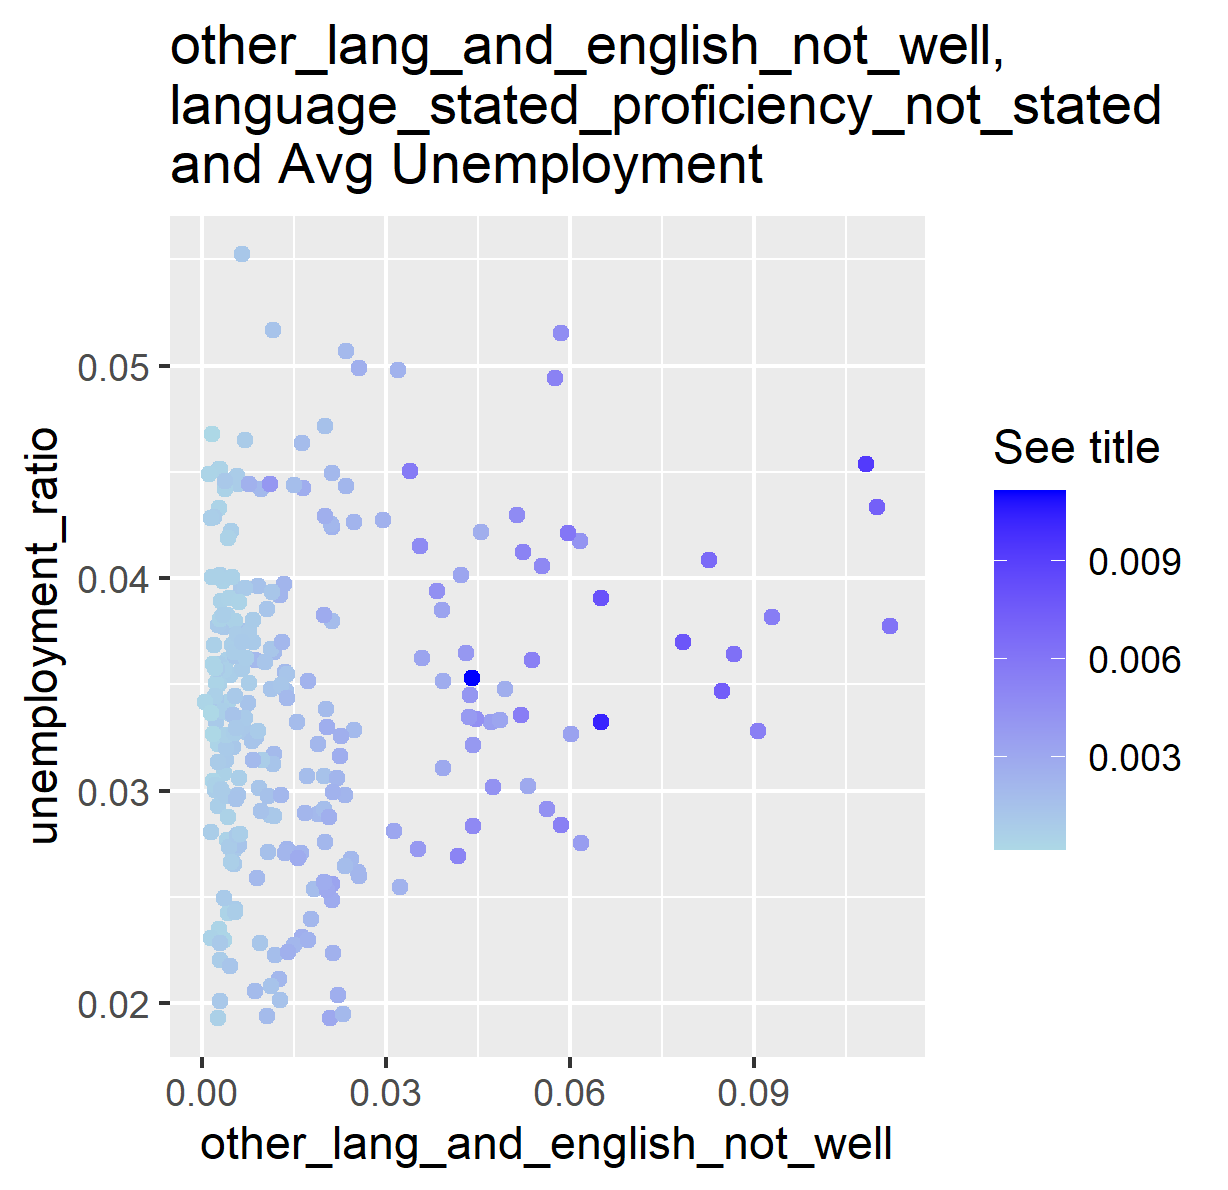 other_lang_and_english_not_well,
language_stated_proficiency_not_stated
and Avg Unemployment
unemployment_ratio
0.05
0.04
0.03
0.02
0.00 0.03 0.06 0.09
other_lang_and_english_not_well
See title
0.009
0.006
0.003